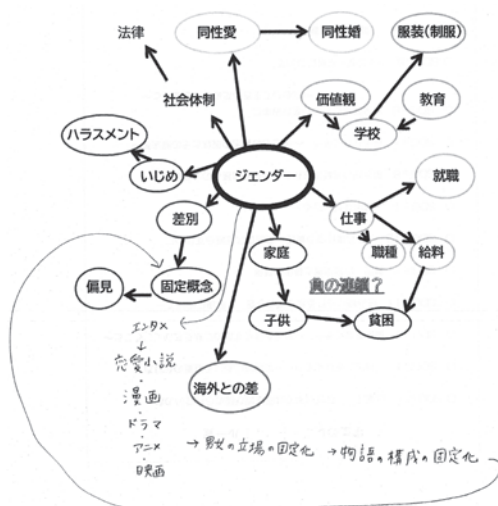 法律
同性愛
同性婚
服装(制服)
社会体制
価値観
教育
学校
ハラスメント
いじめ
ジェンダー
就職
差別
仕事
家庭
職種
給料
偏見
固定概念
負の連鎖?
子供
貧困
海外との差
エンタメ
恋愛小説
漫画
ドラマ
アニメ
映画
→男女の立場の固定化→物語の構成の固定化